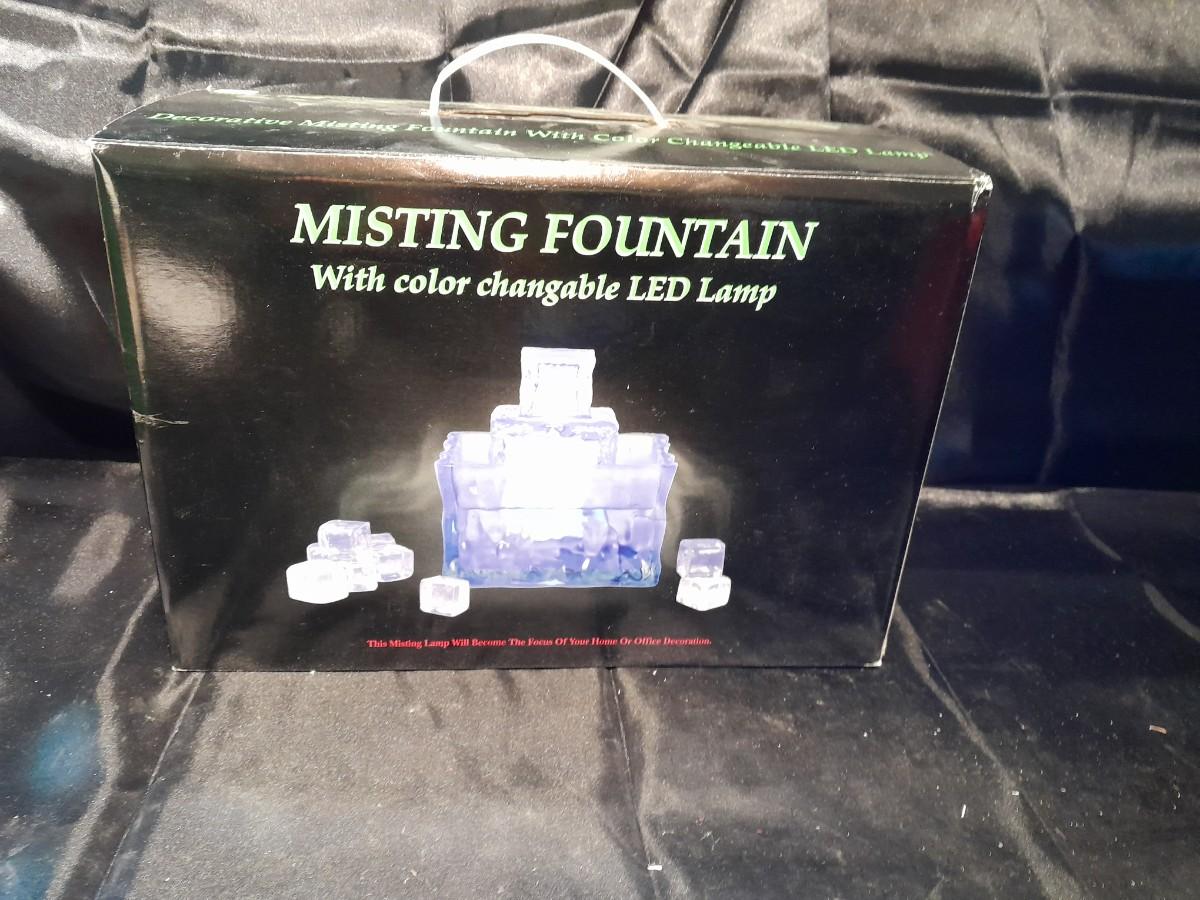 Decorative Misting Fountain With Color Changeable LED Lamp
MISTING FOUNTAIN
With color changable LED Lamp
This Misting Lamp Will Become The Focus Of Your Home Or Office Decoration.